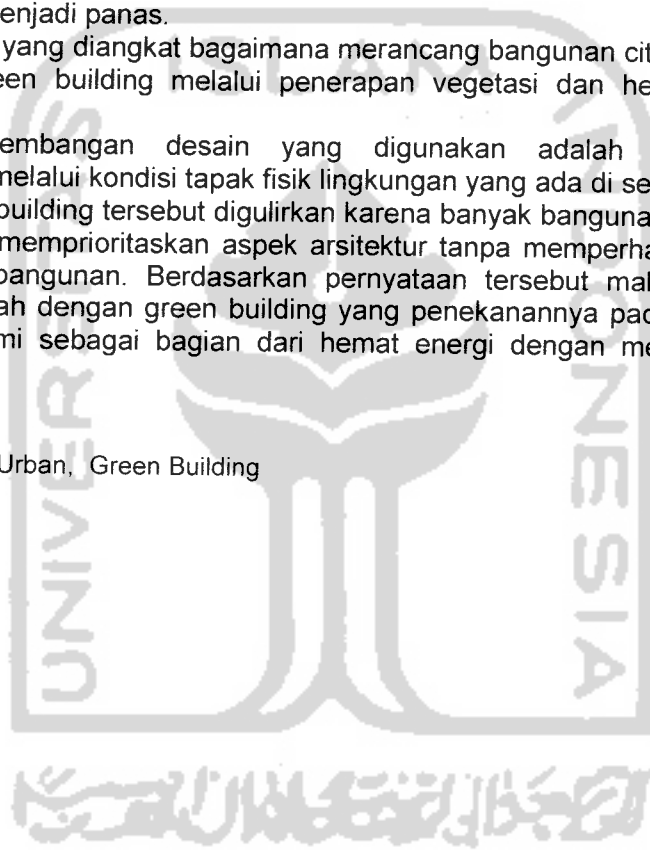 enjadi panas.
yang diangkat bagaimana merancang bangunan cit
een building melalui penerapan vegetasi dan he
embangan desain yang digunakan adalah
melalui kondisi tapak fisik lingkungan yang ada di se
building tersebut digulirkan karena banyak banguna
memprioritaskan aspek arsitektur tanpa memperha
bangunan. Berdasarkan pernyataan tersebut mal
ah dengan green building yang penekanannya pad
mi sebagai bagian dari hemat energi dengan me
Urban, Green Building
ISLAM
UNIVERSITAS
INDONESIA